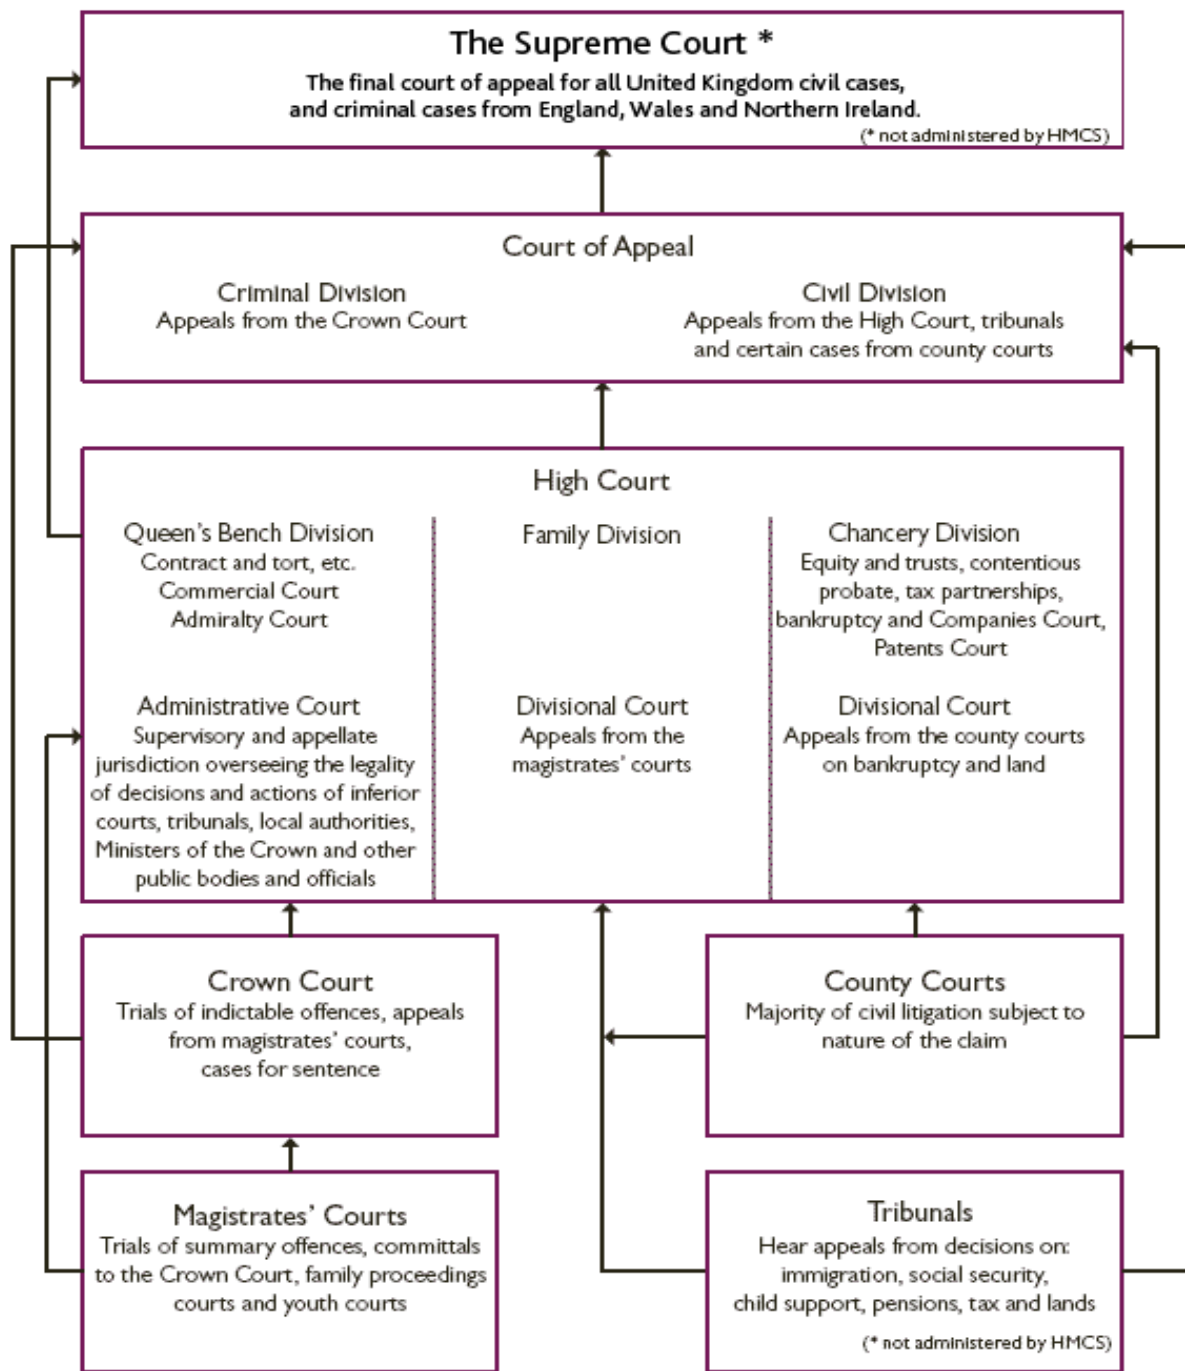 The Supreme Court *
The final court of appeal for all United Kingdom civil cases,
and criminal cases from England, Wales and Northern Ireland.
(* not administered by HMCS)
Court of Appeal
Criminal Division
Appeals from the Crown Court
Civil Division
Appeals from the High Court, tribunals
and certain cases from county courts
High Court
Queen's Bench Division
Contract and tort, etc.
Commercial Court
Admiralty Court
Family Division
Chancery Division
Equity and trusts, contentious
probate, tax partnerships,
bankruptcy and Companies Court,
Patents Court
Administrative Court
Supervisory and appellate
jurisdiction overseeing the legality
of decisions and actions of inferior
courts, tribunals, local authorities,
Ministers of the Crown and other
public bodies and officials
Divisional Court
Appeals from the
magistrates' courts
Divisional Court
Appeals from the county courts
on bankruptcy and land
Crown Court
Trials of indictable offences, appeals
from magistrates' courts,
cases for sentence
County Courts
Majority of civil litigation subject to
nature of the claim
Magistrates' Courts
Trials of summary offences, committals
to the Crown Court, family proceedings
courts and youth courts
Tribunals
Hear appeals from decisions on:
immigration, social security,
child support, pensions, tax and lands
(* not administered by HMCS)